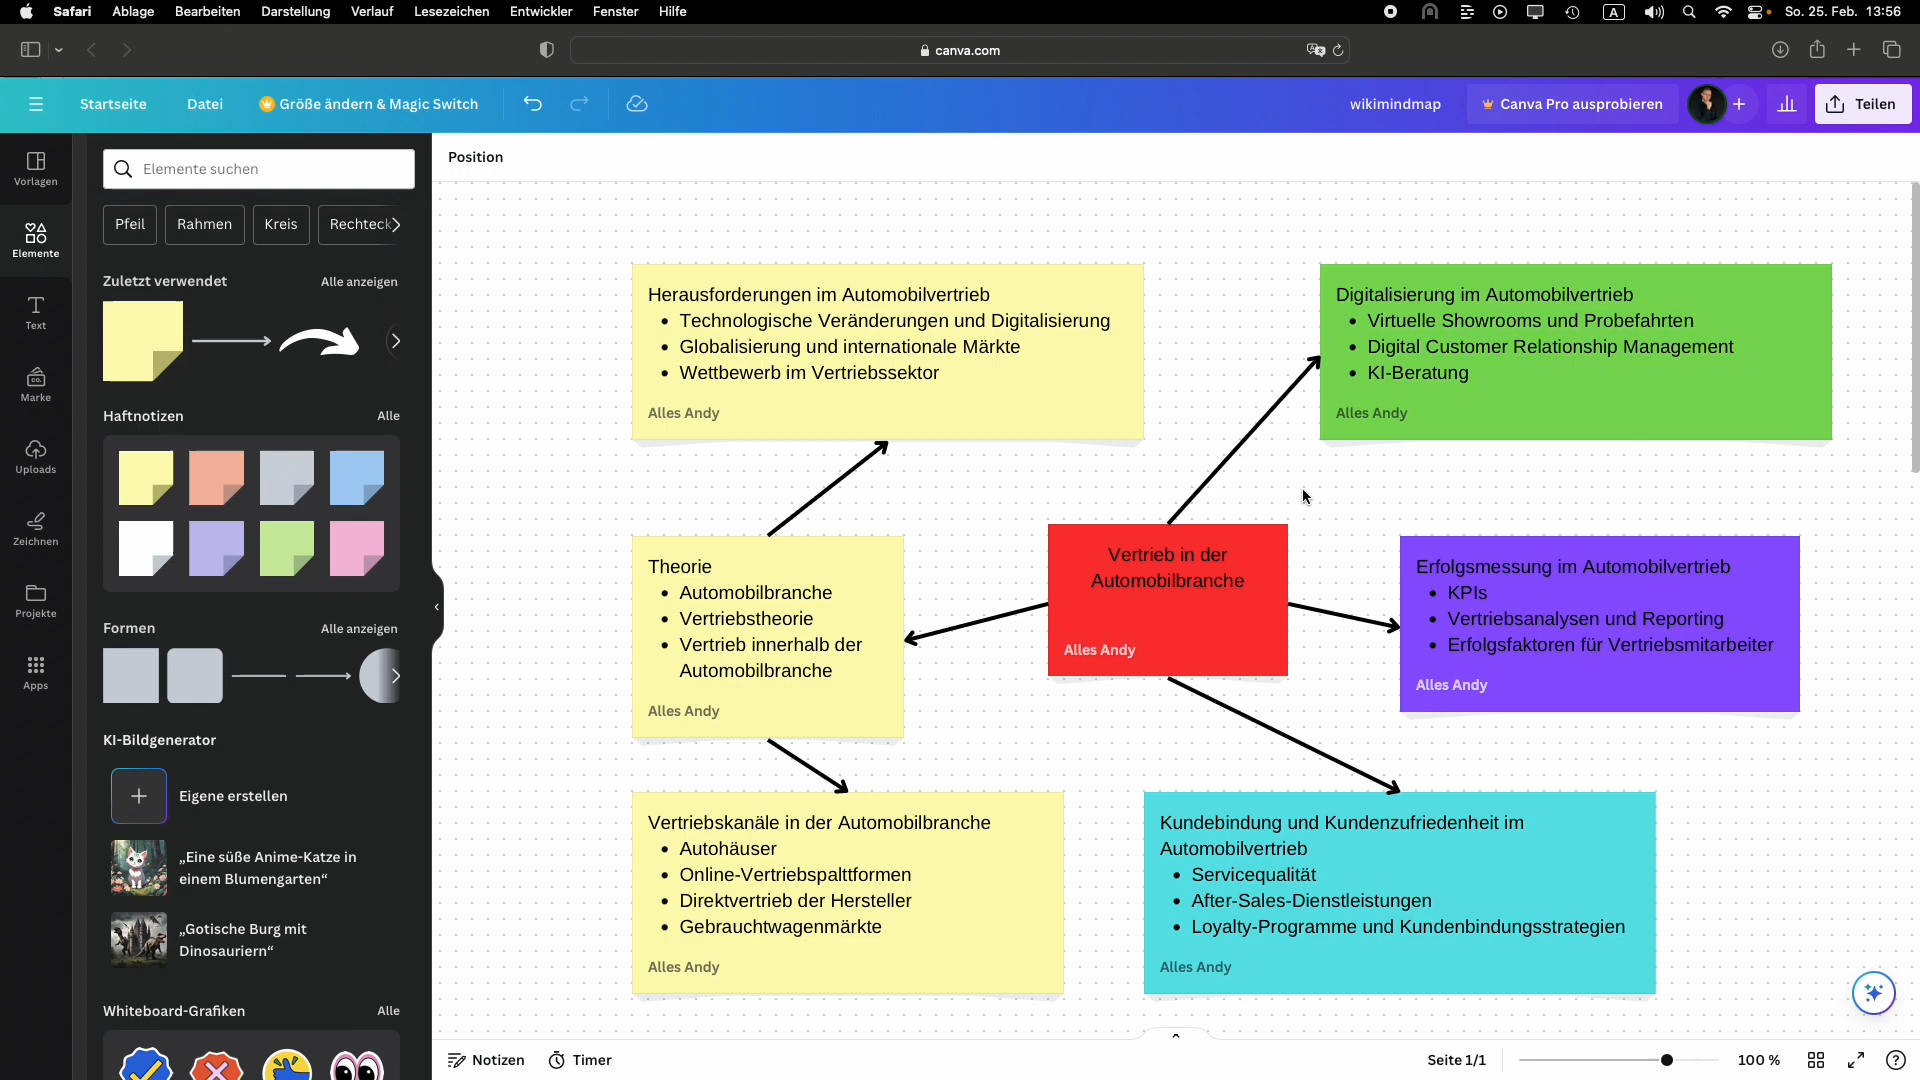 Safari Ablage Bearbeiten Darstellung Verlauf Lesezeichen Entwickler Fenster Hilfe
A So. 25. Feb. 13:56
canva.com
Startseite Datei Größe ändern & Magic Switch wikimindmap Canva Pro ausprobieren Teilen
Vorlagen
Elemente
Text
CO.
Marke
Uploads
Zeichnen
Projekte
Apps
Elemente suchen
Pfeil Rahmen Kreis Rechteck
Zuletzt verwendet Alle anzeigen
Haftnotizen Alle
Formen Alle anzeigen
KI-Bildgenerator
Eigene erstellen
„Eine süße Anime-Katze in
einem Blumengarten“
„Gotische Burg mit
Dinosauriern“
Whiteboard-Grafiken Alle
Position
Herausforderungen im Automobilvertrieb
• Technologische Veränderungen und Digitalisierung
• Globalisierung und internationale Märkte
• Wettbewerb im Vertriebssektor
Alles Andy
Digitalisierung im Automobilvertrieb
• Virtuelle Showrooms und Probefahrten
• Digital Customer Relationship Management
• KI-Beratung
Alles Andy
Theorie
• Automobilbranche
• Vertriebstheorie
• Vertrieb innerhalb der
Automobilbranche
Alles Andy
Vertrieb in der
Automobilbranche
Alles Andy
Erfolgsmessung im Automobilvertrieb
• KPIs
• Vertriebsanalysen und Reporting
• Erfolgsfaktoren für Vertriebsmitarbeiter
Alles Andy
Vertriebskanäle in der Automobilbranche
• Autohäuser
• Online-Vertriebspalttformen
• Direktvertrieb der Hersteller
• Gebrauchtwagenmärkte
Alles Andy
Kundebindung und Kundenzufriedenheit im
Automobilvertrieb
• Servicequalität
• After-Sales-Dienstleistungen
• Loyalty-Programme und Kundenbindungsstrategien
Alles Andy
Notizen Timer Seite 1/1 100 %